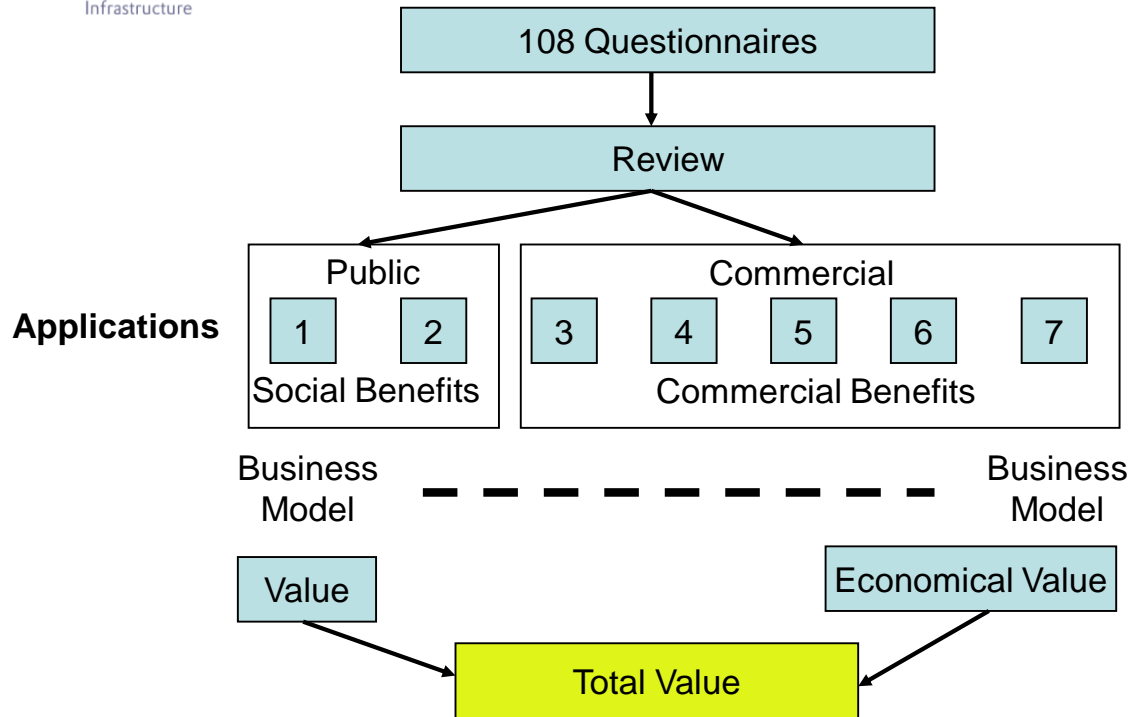 Infrastructure
108 Questionnaires
Review
Public
Commercial
Applications
1 2 3 4 5 6 7
Social Benefits
Commercial Benefits
Business
Model
Business
Model
Value
Economical Value
Total Value